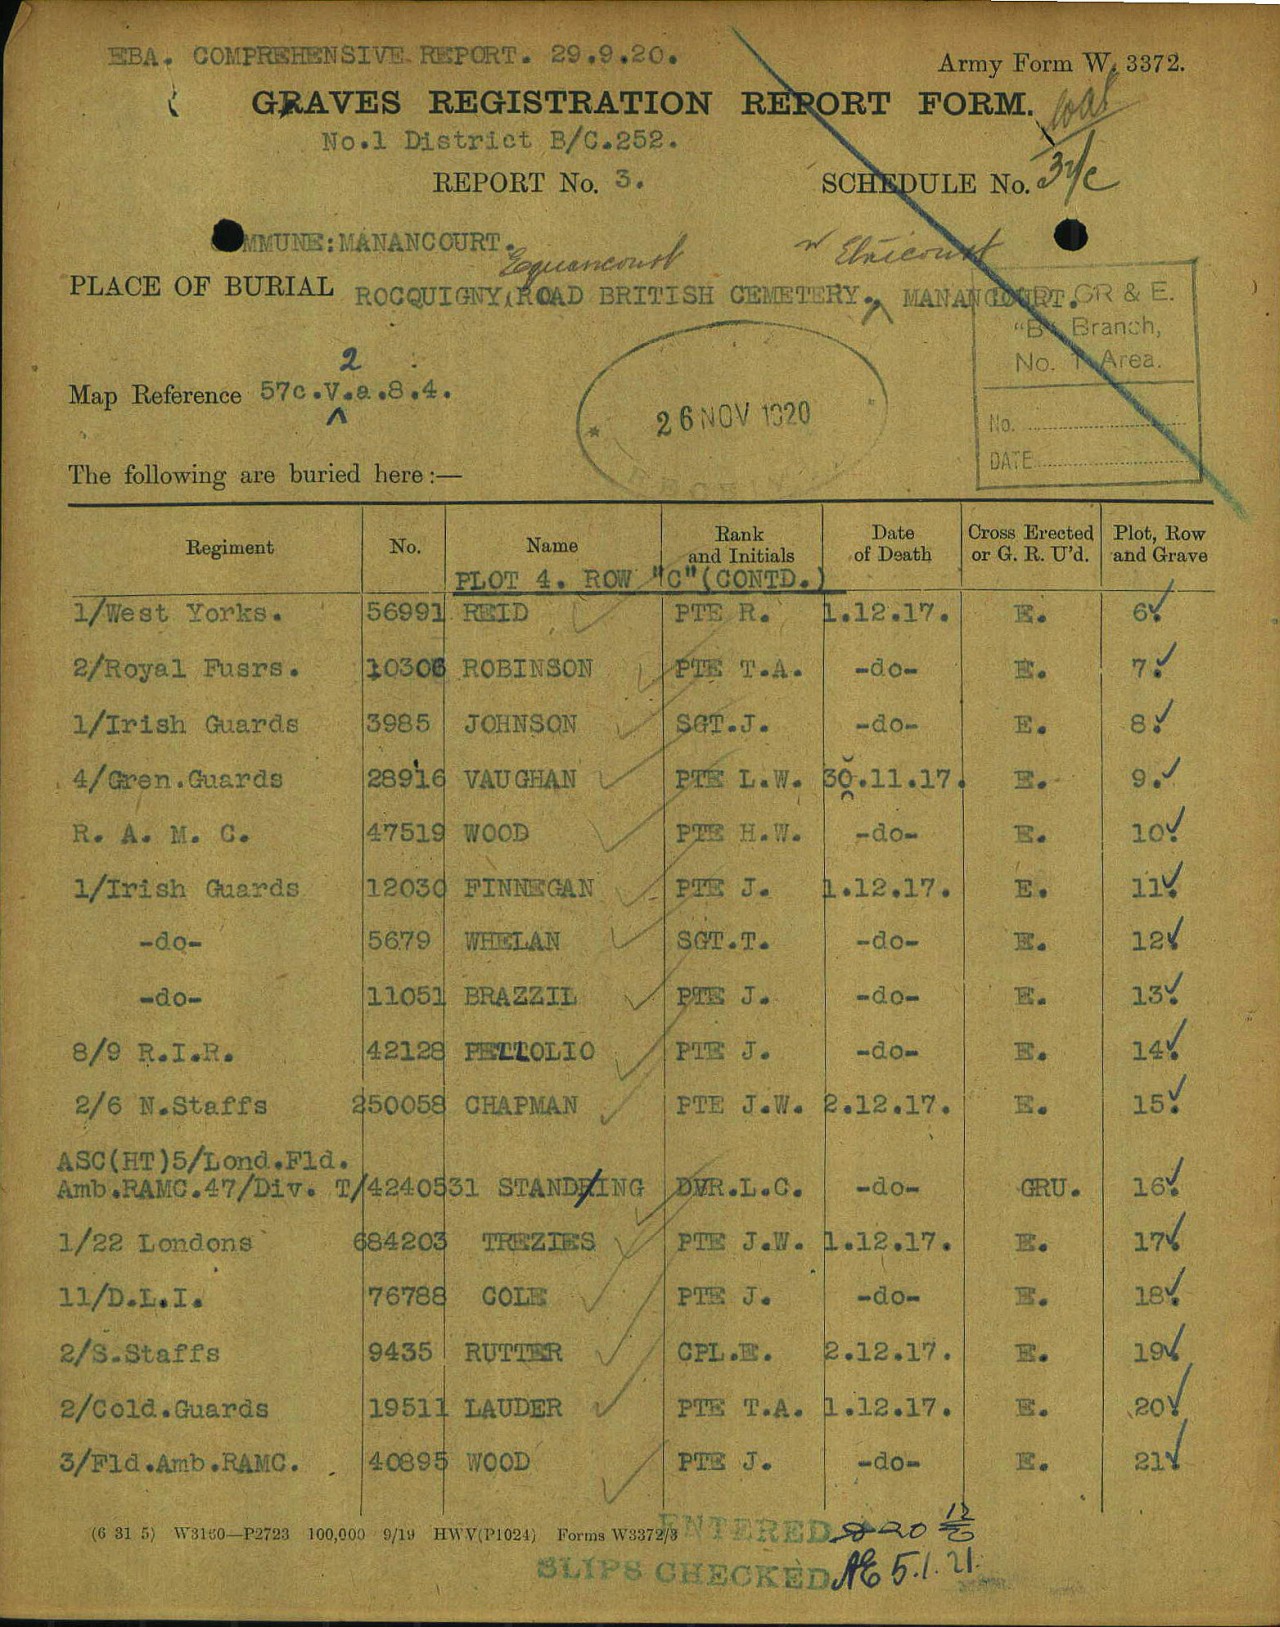 EBA. COMPREHENSIVE REPORT. 29.9.20.
Army Form W. 3372.
GRAVES REGISTRATION REPORT FORM.
No.1 District B/C.252.
REPORT No. 3. SCHEDULE No. 32/c
MMUNE: MANANCOURT.
Equancourt
PLACE OF BURIAL ROCQUIGNY ROAD BRITISH CEMETERY. MANANCOURT.
GR & E.
"B" Branch,
No. 1 Area.
No.
DATE
2
Map Reference 57c.V.a.8.4.
26 NOV 1920
The following are buried here:—
Regiment No. Name Rank and Initials Date of Death Cross Erected or G. R. U'd. Plot, Row and Grave
PLOT 4. ROW "C" (CONTD.)
1/West Yorks. 56991 REID PTE R. 1.12.17. E. 6.
2/Royal Fusrs. 10306 ROBINSON PTE T.A. -do- E. 7.
1/Irish Guards 3985 JOHNSON SGT.J. -do- E. 8.
4/Gren.Guards 28916 VAUGHAN PTE L.W. 30.11.17. E. 9.
R. A. M. C. 47519 WOOD PTE H.W. -do- E. 10.
1/Irish Guards 12030 FINNEGAN PTE J. 1.12.17. E. 11.
-do- 5679 WHELAN SGT.T. -do- E. 12
-do- 11051 BRAZZIL PTE J. -do- E. 13.
8/9 R.I.R. 42128 PETTOLIO PTE J. -do- E. 14.
2/6 N.Staffs 250058 CHAPMAN PTE J.W. 2.12.17. E. 15.
ASC(HT)5/Lond.Fld.
Amb.RAMC.47/Div. T/4240531 STANDRING DVR.L.C. -do- GRU. 16.
1/22 Londons 684203 TREZIES PTE J.W. 1.12.17. E. 17.
11/D.L.I. 76788 COLE PTE J. -do- E. 18.
2/S.Staffs 9435 RUTTER CPL.E. 2.12.17. E. 19.
2/Cold.Guards 19511 LAUDER PTE T.A. 1.12.17. E. 20.
3/Fld.Amb.RAMC. 40895 WOOD PTE J. -do- E. 21.
(6 31 5) W3160—P2723 100,000 9/19 HWV(P1024) Forms W3372/3
ENTERED 20
SLIPS CHECKED AE 5.1.21.